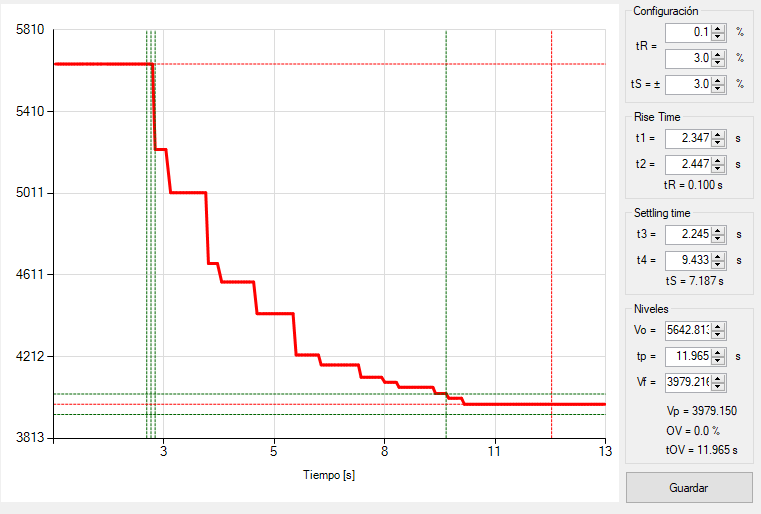 5810
5410
5011
4611
4212
3813
3
5
8
11
13
Tiempo [s]
Configuración
tR =
0.1 %
3.0 %
tS = ± 3.0 %
Rise Time
t1 = 2.347 s
t2 = 2.447 s
tR = 0.100 s
Settling time
t3 = 2.245 s
t4 = 9.433 s
tS = 7.187 s
Niveles
Vo = 5642.813
tp = 11.965 s
Vf = 3979.216
Vp = 3979.150
OV = 0.0 %
tOV = 11.965 s
Guardar